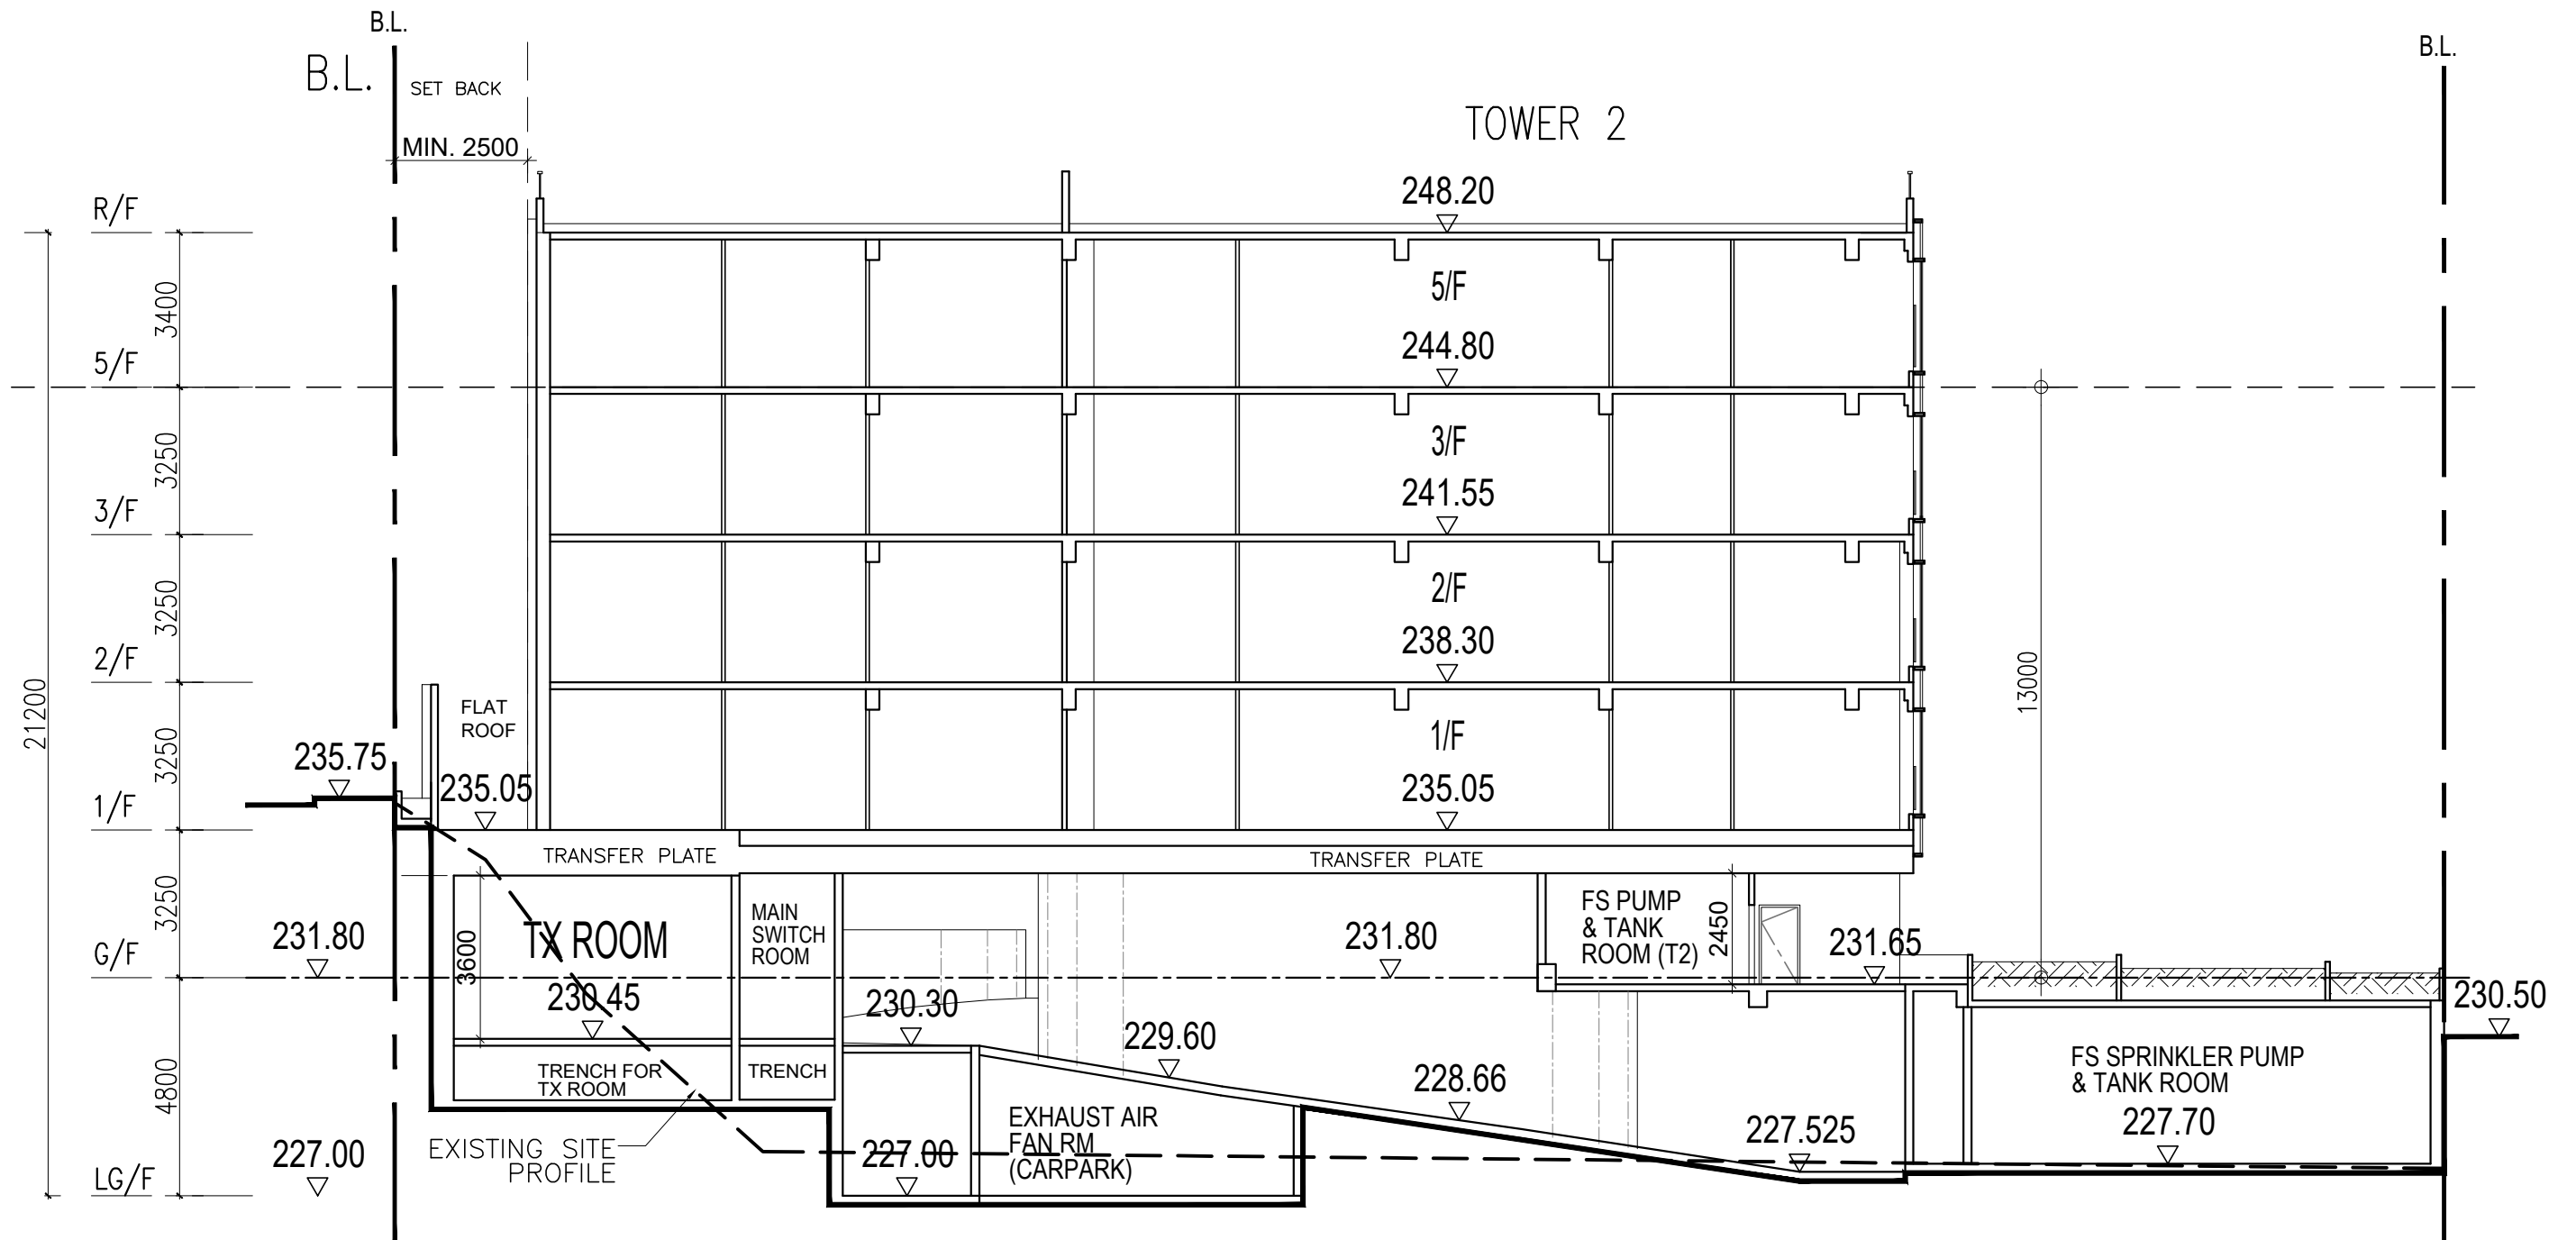 B.L.
B.L.
SET BACK
MIN. 2500
TOWER 2
B.L.
R/F
3400
5/F
3250
3/F
3250
2/F
3250
1/F
3250
G/F
4800
LG/F
21200
248.20
5/F
244.80
3/F
241.55
2/F
238.30
1/F
235.05
13000
FLAT
ROOF
235.75
235.05
TRANSFER PLATE
TRANSFER PLATE
231.80
TX ROOM
3600
230.45
MAIN
SWITCH
ROOM
231.80
FS PUMP
& TANK
ROOM (T2)
2450
231.65
230.50
230.30
229.60
228.66
227.525
TRENCH FOR
TX ROOM
TRENCH
EXISTING SITE
PROFILE
227.00
227.00
EXHAUST AIR
FAN RM
(CARPARK)
FS SPRINKLER PUMP
& TANK ROOM
227.70